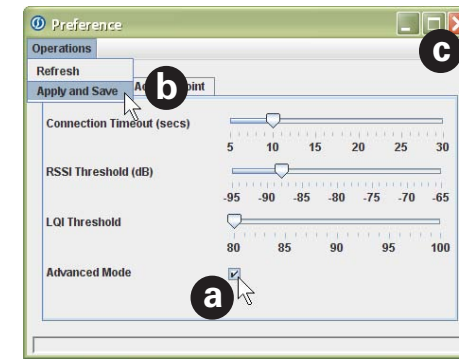 Preference
c
Operations
Refresh
Apply and Save
b
Connection Timeout (secs)
5 10 15 20 25 30
RSSI Threshold (dB)
-95 -90 -85 -80 -75 -70 -65
LQI Threshold
80 85 90 95 100
Advanced Mode
a